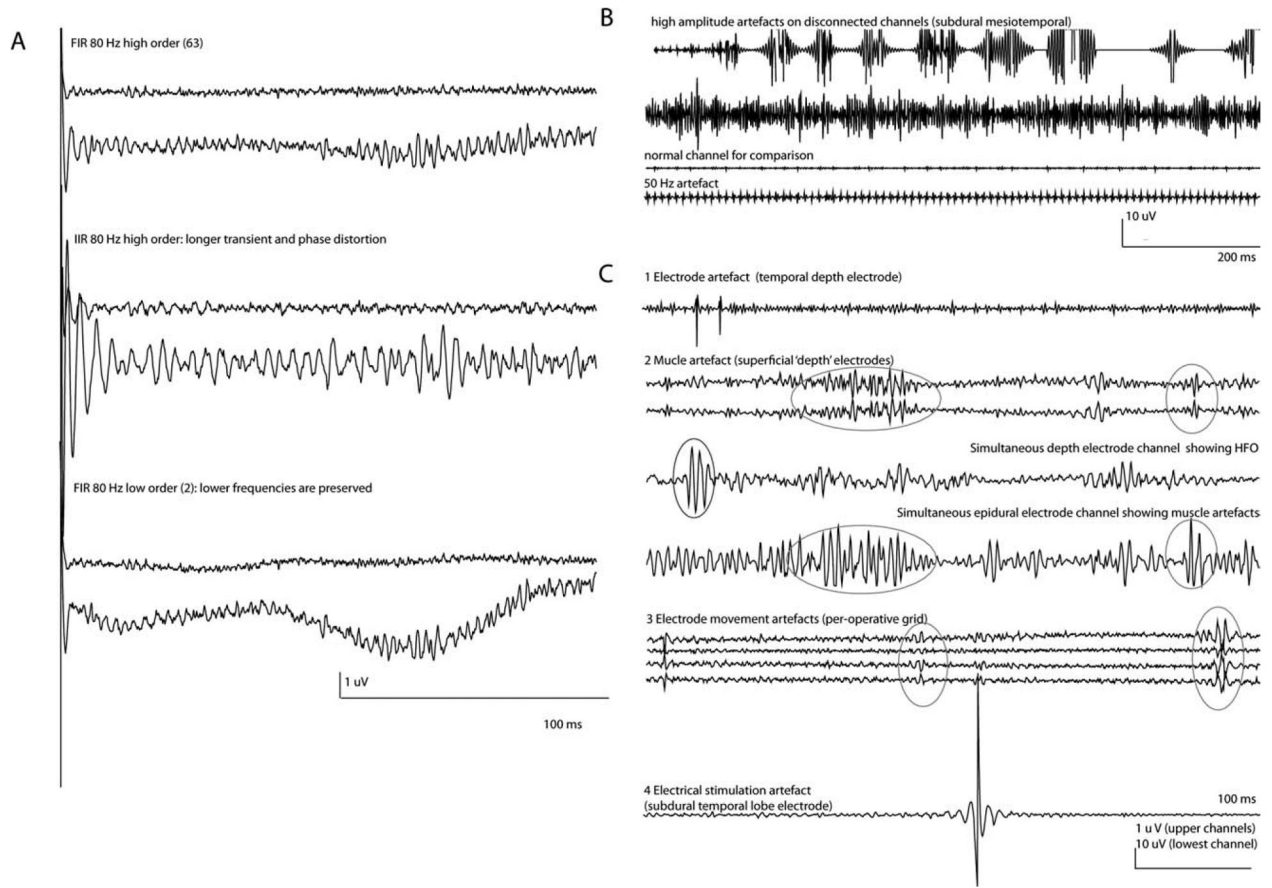 A
FIR 80 Hz high order (63)
IIR 80 Hz high order: longer transient and phase distortion
FIR 80 Hz low order (2): lower frequencies are preserved
1 uV
100 ms
B
high amplitude artefacts on disconnected channels (subdural mesiotemporal)
normal channel for comparison
50 Hz artefact
10 uV
200 ms
C
1 Electrode artefact (temporal depth electrode)
2 Mucle artefact (superficial ‘depth’ electrodes)
Simultaneous depth electrode channel showing HFO
Simultaneous epidural electrode channel showing muscle artefacts
3 Electrode movement artefacts (per-operative grid)
4 Electrical stimulation artefact
(subdural temporal lobe electrode)
100 ms
1 u V (upper channels)
10 uV (lowest channel)